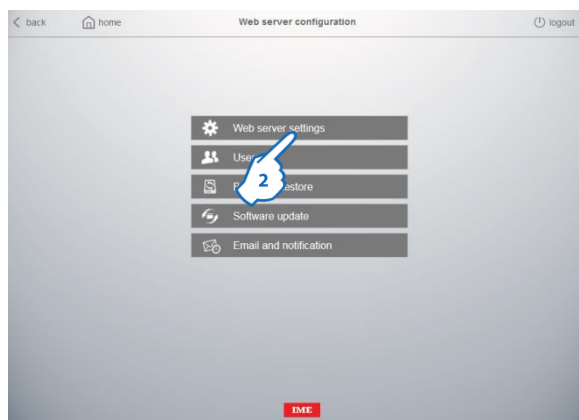 back
home
Web server configuration
logout
Web server settings
2
Software update
Email and notification
IME